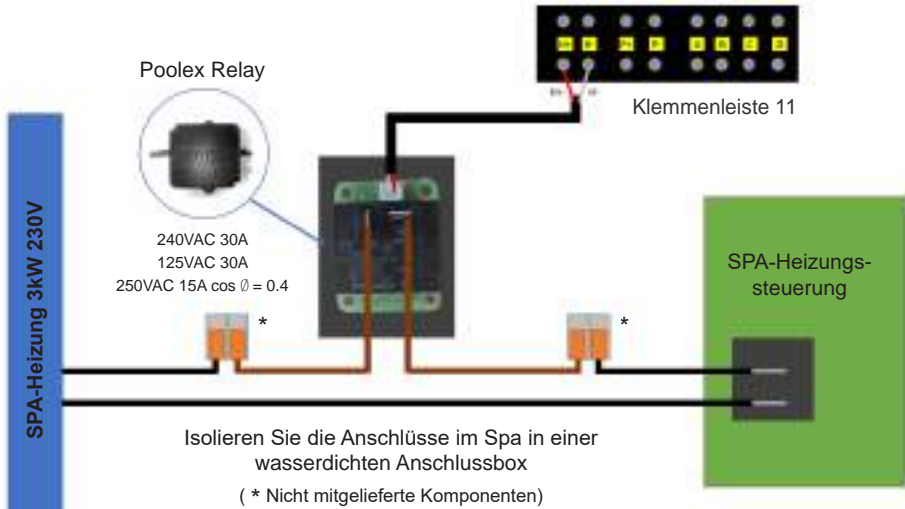 Poolex Relay
Klemmenleiste 11
240VAC 30A
125VAC 30A
250VAC 15A cos ∅ = 0.4
*
*
SPA-Heizung 3kW 230V
SPA-Heizungs-
steuerung
Isolieren Sie die Anschlüsse im Spa in einer
wasserdichten Anschlussbox
( * Nicht mitgelieferte Komponenten)